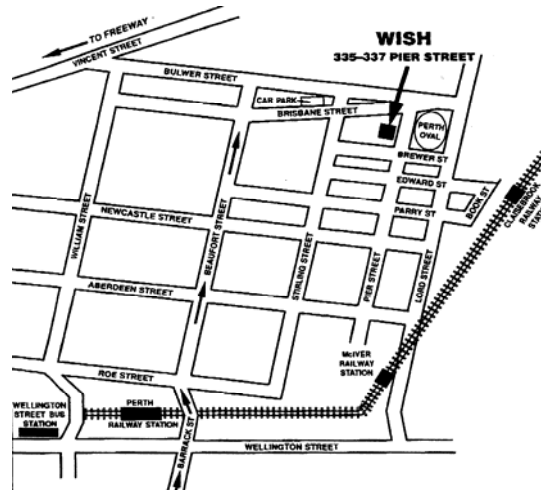 TO FREEWAY
VINCENT STREET
WISH
335–337 PIER STREET
BULWER STREET
CAR PARK
BRISBANE STREET
PERTH
OVAL
BREWER ST
EDWARD ST
PARRY ST
BOOK ST
CLAISEBROOK
RAILWAY
STATION
NEWCASTLE STREET
WILLIAM STREET
BEAUFORT STREET
STIRLING STREET
PIER STREET
LORD STREET
ABERDEEN STREET
McIVER
RAILWAY
STATION
ROE STREET
WELLINGTON
STREET BUS
STATION
PERTH
RAILWAY STATION
BARRACK ST
WELLINGTON STREET